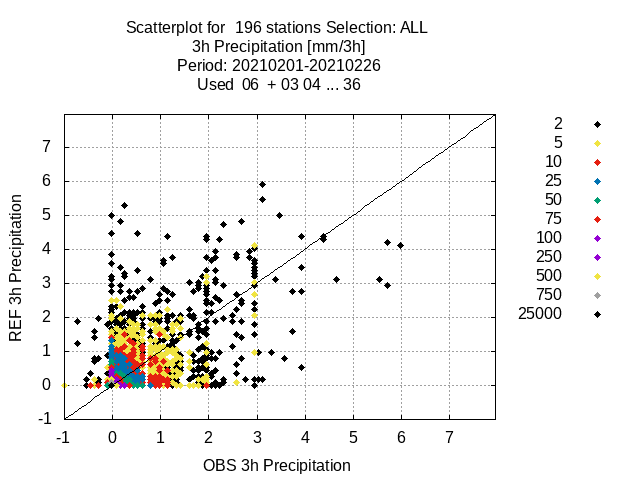 Scatterplot for  196 stations Selection: ALL
3h Precipitation [mm/3h]
Period: 20210201-20210226
Used  06  + 03 04 ... 36
2
5
10
25
50
75
100
250
500
750
25000
REF 3h Precipitation
7
6
5
4
3
2
1
0
-1
-1 0 1 2 3 4 5 6 7
OBS 3h Precipitation